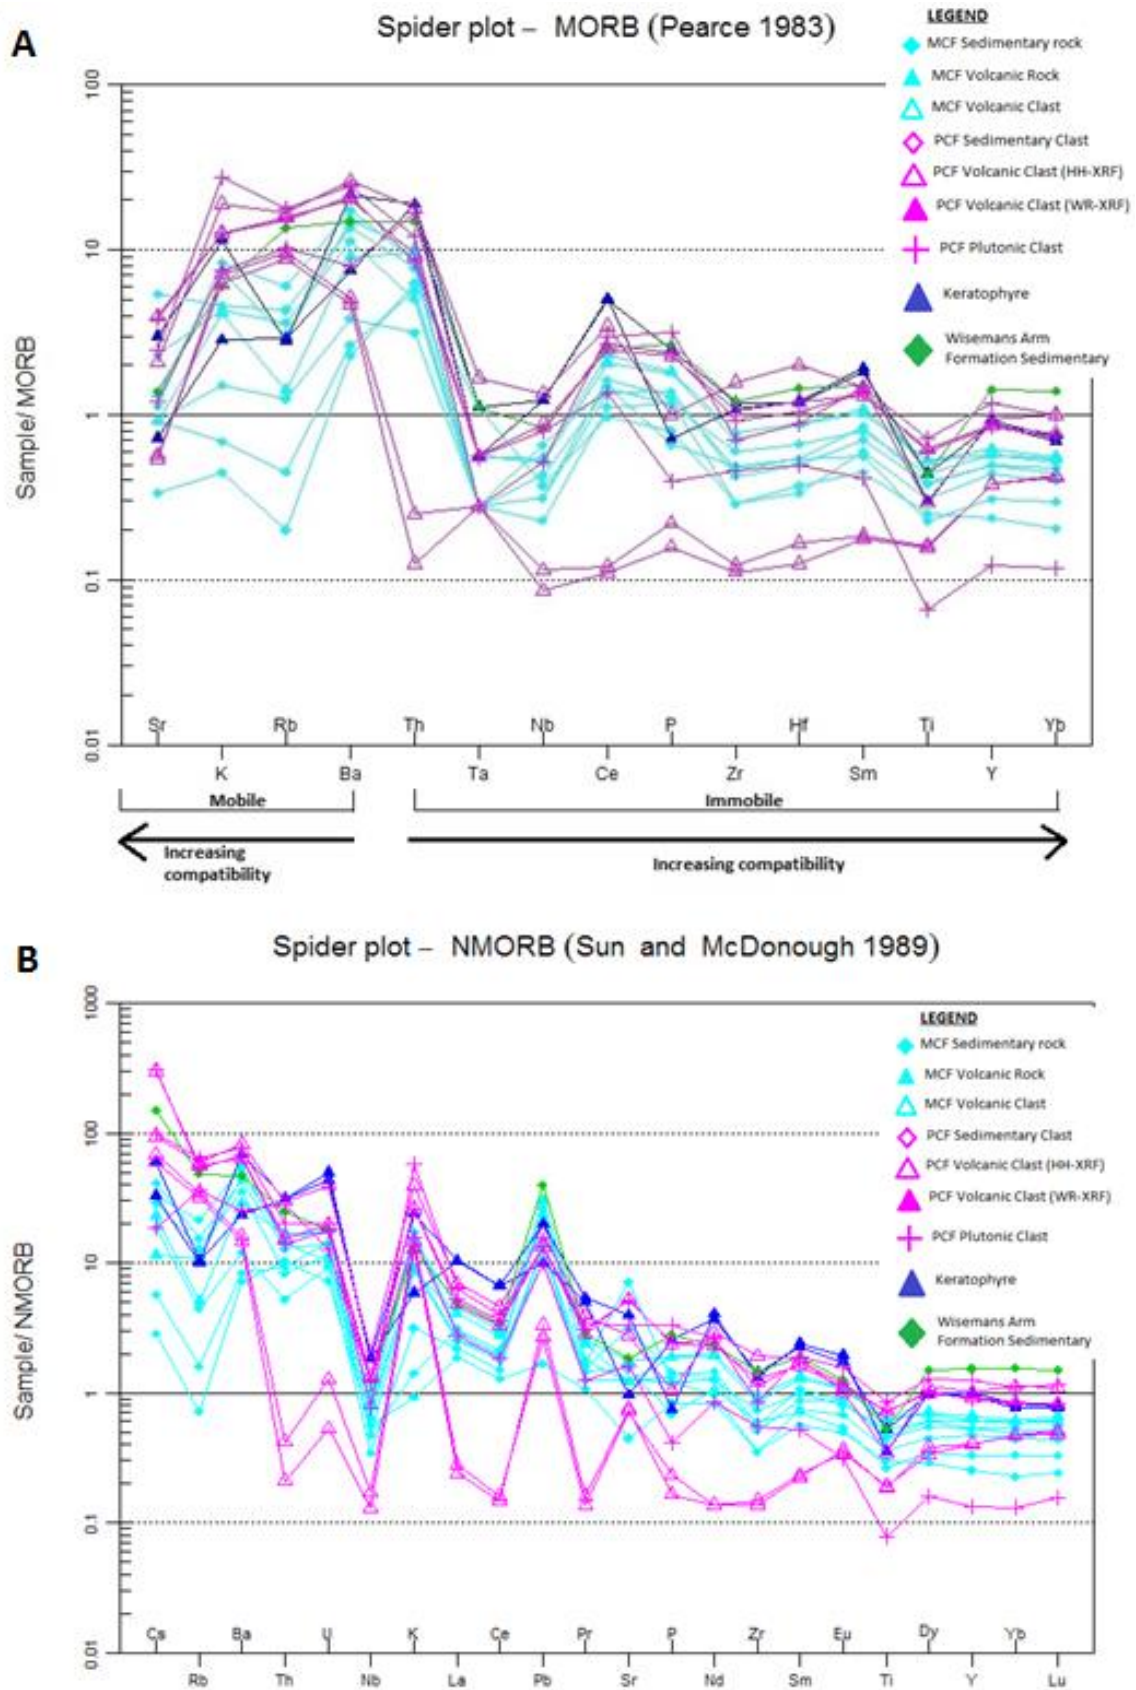 A
Spider plot – MORB (Pearce 1983)
LEGEND
MCF Sedimentary rock
MCF Volcanic Rock
MCF Volcanic Clast
PCF Sedimentary Clast
PCF Volcanic Clast (HH-XRF)
PCF Volcanic Clast (WR-XRF)
PCF Plutonic Clast
Keratophyre
Wisemans Arm
Formation Sedimentary
Sample/ MORB
100
10
1
0.1
0.01
Sr Rb Th Nb P Hf Ti Yb
K Ba Ta Ce Zr Sm Y
Mobile Immobile
Increasing
compatibility
Increasing compatibility
B
Spider plot – NMORB (Sun and McDonough 1989)
LEGEND
MCF Sedimentary rock
MCF Volcanic Rock
MCF Volcanic Clast
PCF Sedimentary Clast
PCF Volcanic Clast (HH-XRF)
PCF Volcanic Clast (WR-XRF)
PCF Plutonic Clast
Keratophyre
Wisemans Arm
Formation Sedimentary
Sample/ NMORB
1000
100
10
1
0.1
0.01
Cs Ba U K Ce Pr P Zr Eu Dy Yb
Rb Th Nb La Pb Sr Nd Sm Ti Y Lu